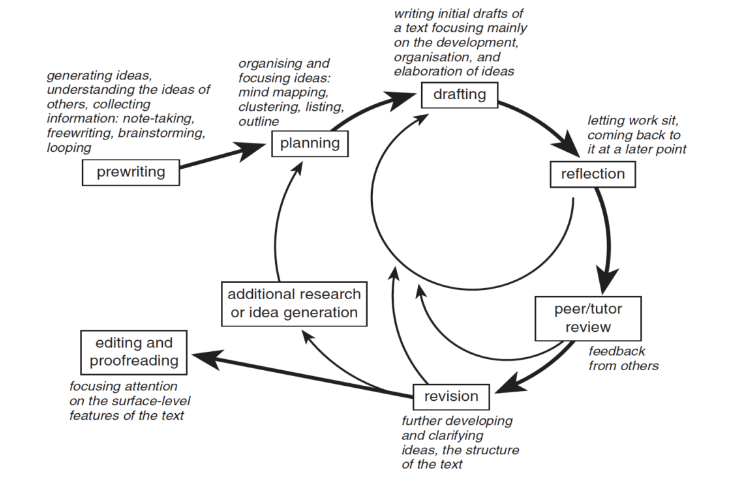 generating ideas,
understanding the ideas of
others, collecting
information: note-taking,
freewriting, brainstorming,
looping
prewriting
organising and
focusing ideas:
mind mapping,
clustering, listing,
outline
planning
writing initial drafts of
a text focusing mainly
on the development,
organisation, and
elaboration of ideas
drafting
letting work sit,
coming back to
it at a later point
reflection
peer/tutor
review
feedback
from others
revision
further developing
and clarifying
ideas, the structure
of the text
additional research
or idea generation
editing and
proofreading
focusing attention
on the surface-level
features of the text